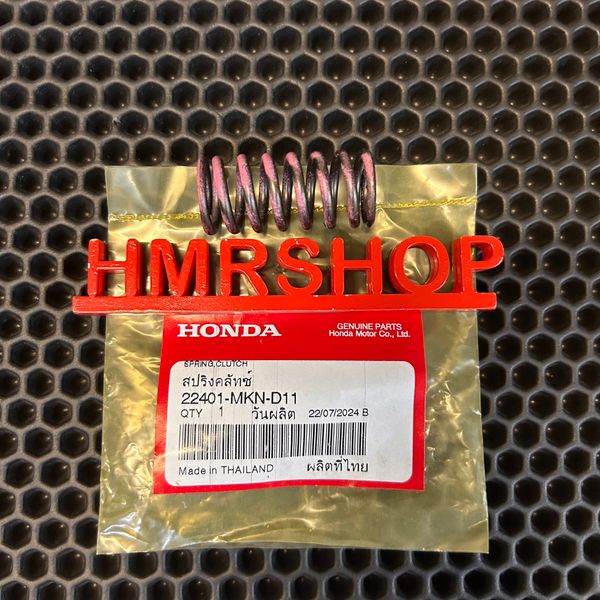 HMRSHOP
HONDA
GENUINE PARTS
Honda Motor Co., Ltd.
SPRING,CLUTCH
สปริงคลัทช์
22401-MKN-D11
QTY 1 วันผลิต 22/07/2024 B
Made in THAILAND ผลิตที่ไทย